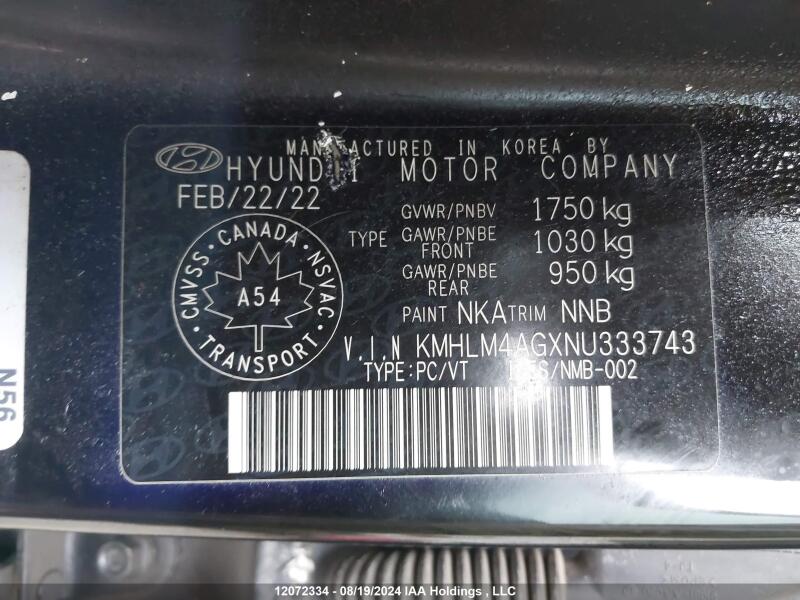 MANUFACTURED IN KOREA BY
HYUNDAI MOTOR COMPANY
FEB/22/22
GVWR/PNBV 1750 kg
TYPE GAWR/PNBE FRONT 1030 kg
GAWR/PNBE REAR 950 kg
PAINT NKA TRIM NNB
CMVSS · CANADA · NSVAC · TRANSPORT ·
A54
V.I.N KMHLM4AGXNU333743
TYPE:PC/VT
/NMB-002
N56
12072334 - 08/19/2024 IAA Holdings , LLC